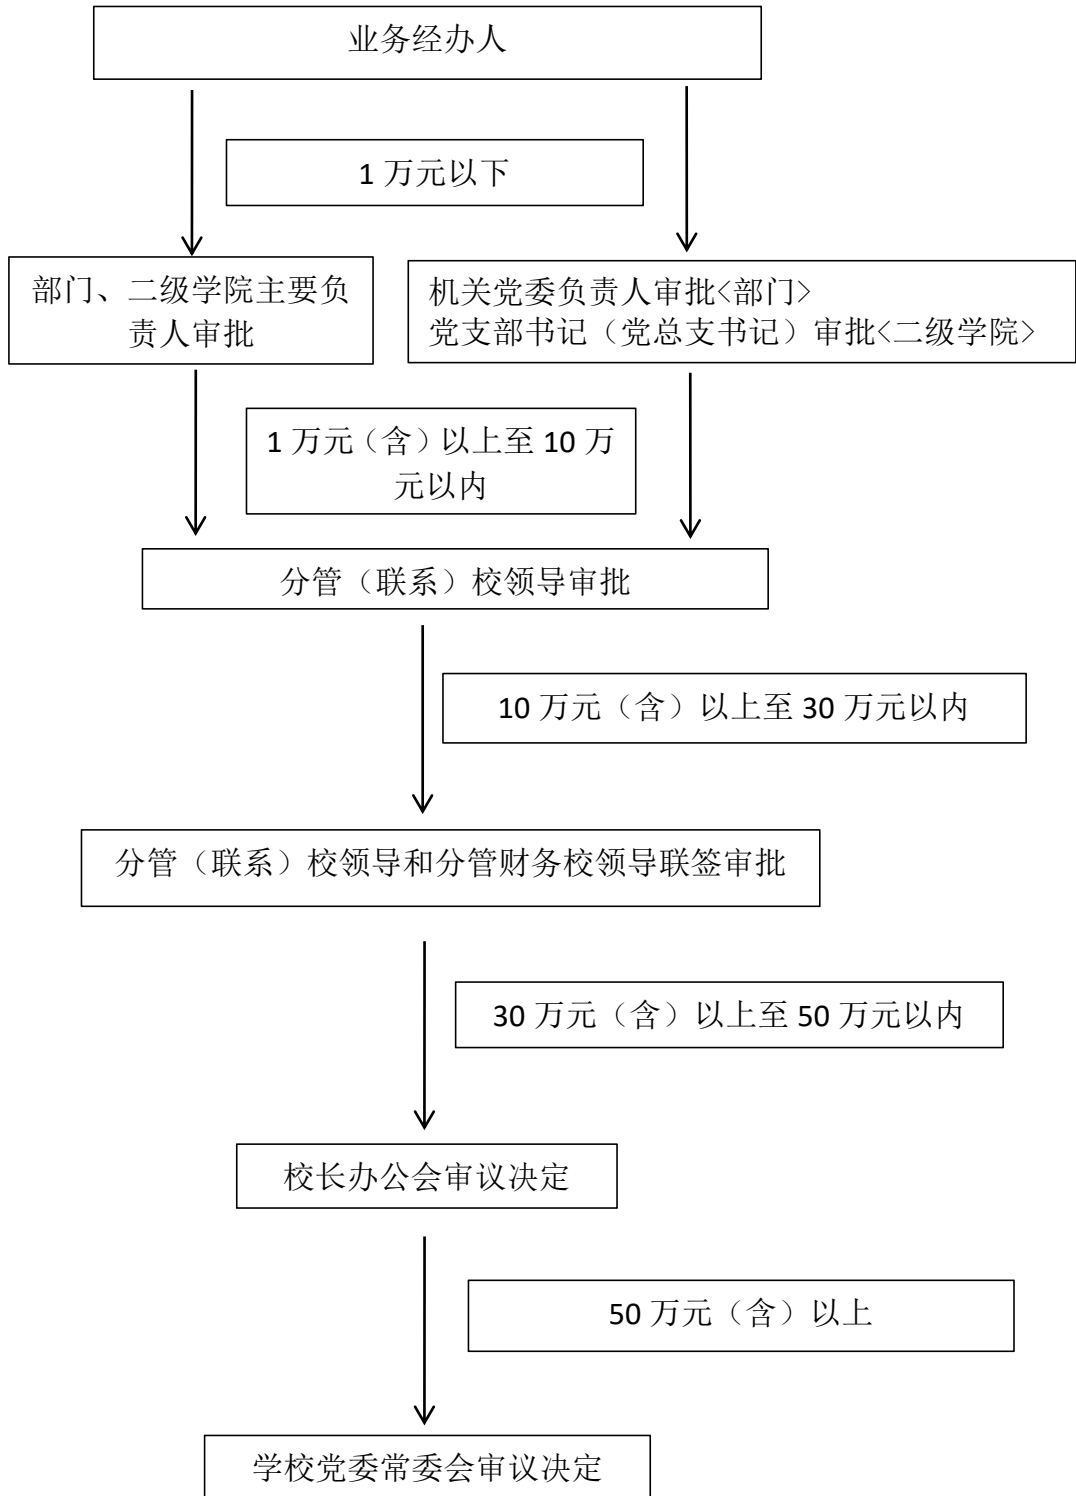 业务经办人
1 万元以下
部门、二级学院主要负
责人审批
机关党委负责人审批<部门>
党支部书记（党总支书记）审批<二级学院>
1 万元（含）以上至 10 万
元以内
分管（联系）校领导审批
10 万元（含）以上至 30 万元以内
分管（联系）校领导和分管财务校领导联签审批
30 万元（含）以上至 50 万元以内
校长办公会审议决定
50 万元（含）以上
学校党委常委会审议决定